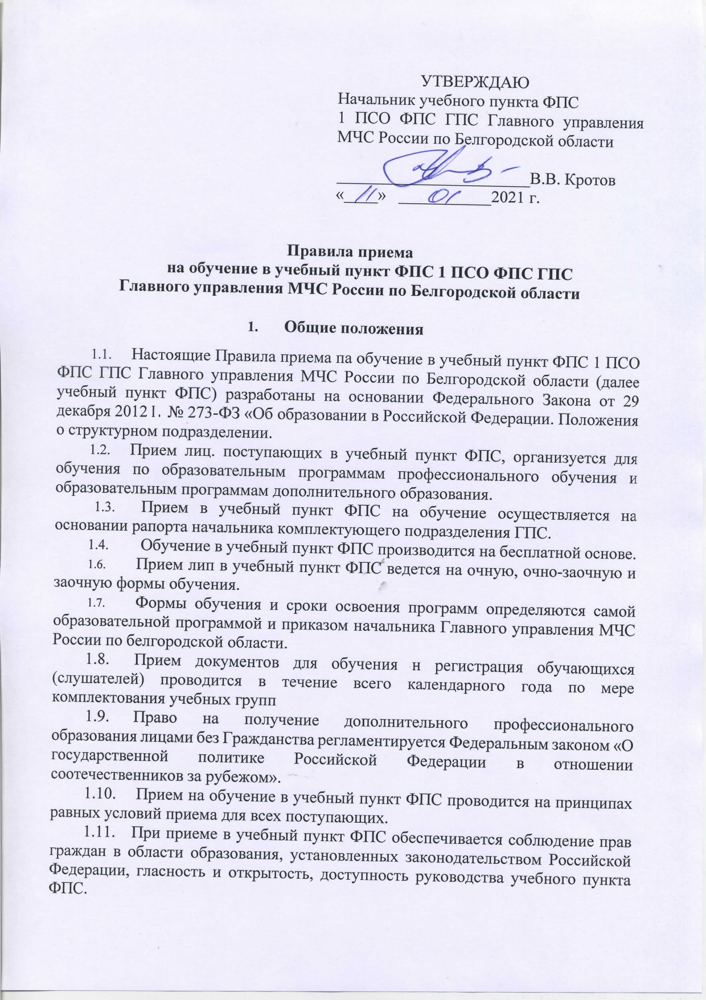 УТВЕРЖДАЮ
Начальник учебного пункта ФПС
1 ПСО ФПС ГПС Главного управления
МЧС России по Белгородской области
В.В. Кротов
«11» 01 2021 г.
Правила приема
на обучение в учебный пункт ФПС 1 ПСО ФПС ГПС
Главного управления МЧС России по Белгородской области
1. Общие положения
1.1. Настоящие Правила приема па обучение в учебный пункт ФПС 1 ПСО
ФПС ГПС Главного управления МЧС России по Белгородской области (далее
учебный пункт ФПС) разработаны на основании Федерального Закона от 29
декабря 2012 I. № 273-ФЗ «Об образовании в Российской Федерации. Положения
о структурном подразделении.
1.2. Прием лиц. поступающих в учебный пункт ФПС, организуется для
обучения по образовательным программам профессионального обучения и
образовательным программам дополнительного образования.
1.3. Прием в учебный пункт ФПС на обучение осуществляется на
основании рапорта начальника комплектующего подразделения ГПС.
1.4. Обучение в учебный пункт ФПС производится на бесплатной основе.
1.6. Прием лип в учебный пункт ФПС ведется на очную, очно-заочную и
заочную формы обучения.
1.7. Формы обучения и сроки освоения программ определяются самой
образовательной программой и приказом начальника Главного управления МЧС
России по белгородской области.
1.8. Прием документов для обучения н регистрация обучающихся
(слушателей) проводится в течение всего календарного года по мере
комплектования учебных групп
1.9. Право на получение дополнительного профессионального
образования лицами без Гражданства регламентируется Федеральным законом «О
государственной политике Российской Федерации в отношении
соотечественников за рубежом».
1.10. Прием на обучение в учебный пункт ФПС проводится на принципах
равных условий приема для всех поступающих.
1.11. При приеме в учебный пункт ФПС обеспечивается соблюдение прав
граждан в области образования, установленных законодательством Российской
Федерации, гласность и открытость, доступность руководства учебного пункта
ФПС.